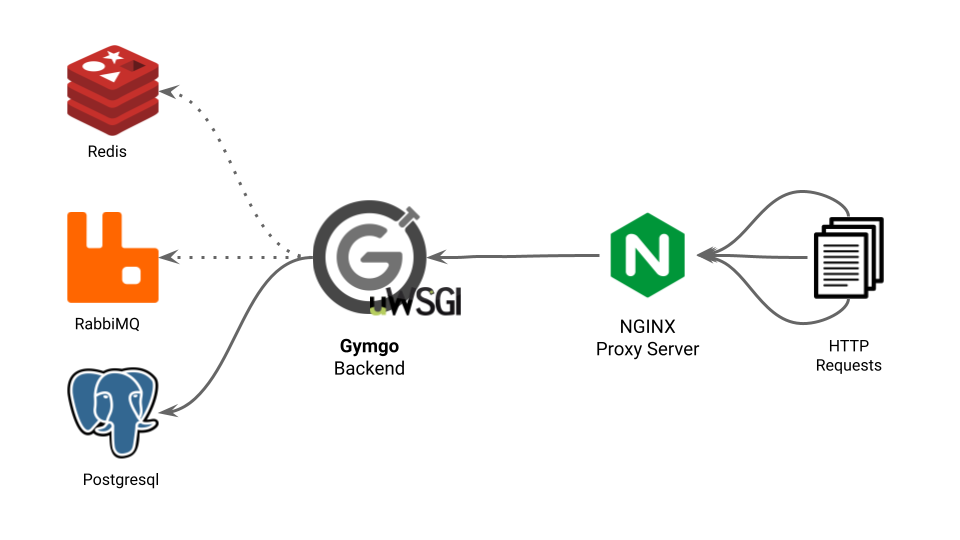 Redis
RabbiMQ
Postgresql
G
uWSGI
Gymgo
Backend
N
NGINX
Proxy Server
HTTP
Requests